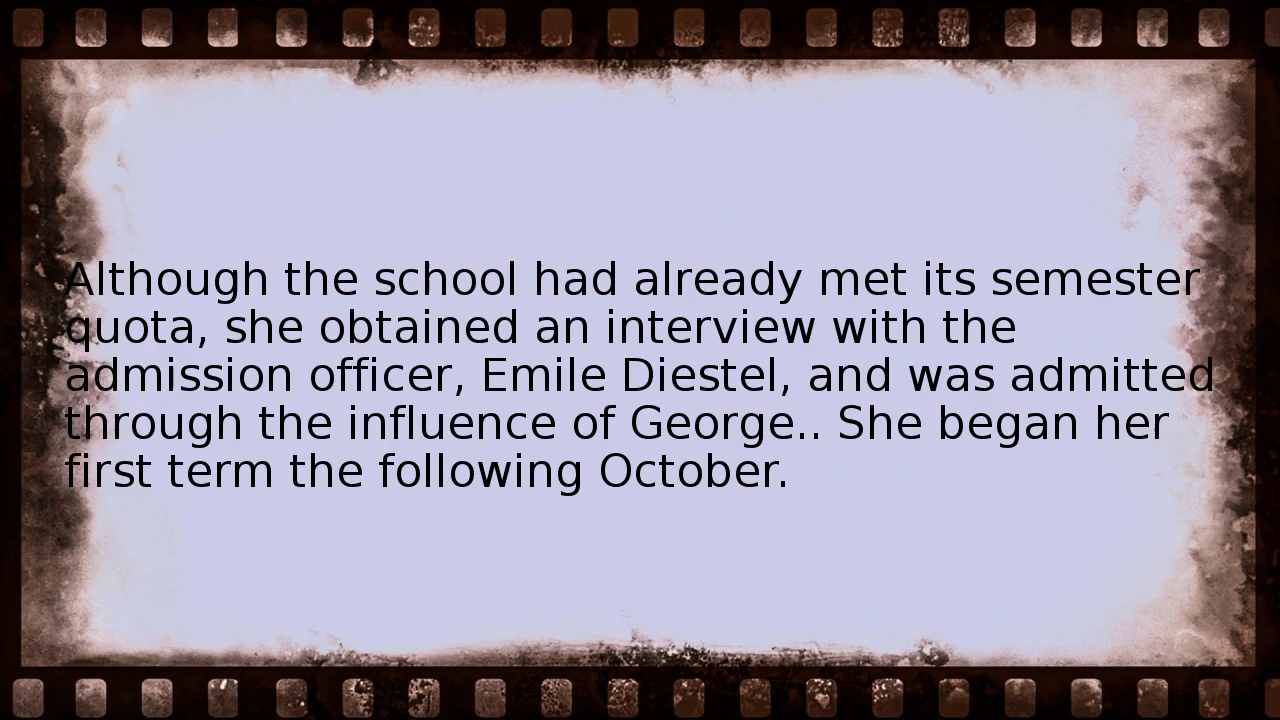 Although the school had already met its semester
quota, she obtained an interview with the
admission officer, Emile Diestel, and was admitted
through the influence of George.. She began her
first term the following October.